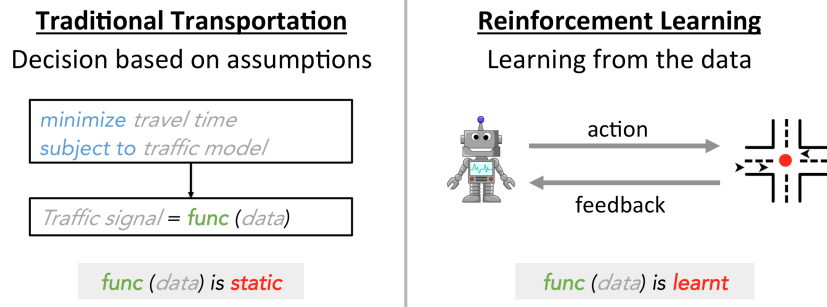 Traditional Transportation
Decision based on assumptions
minimize travel time
subject to traffic model
Traffic signal = func (data)
func (data) is static
Reinforcement Learning
Learning from the data
action
feedback
func (data) is learnt